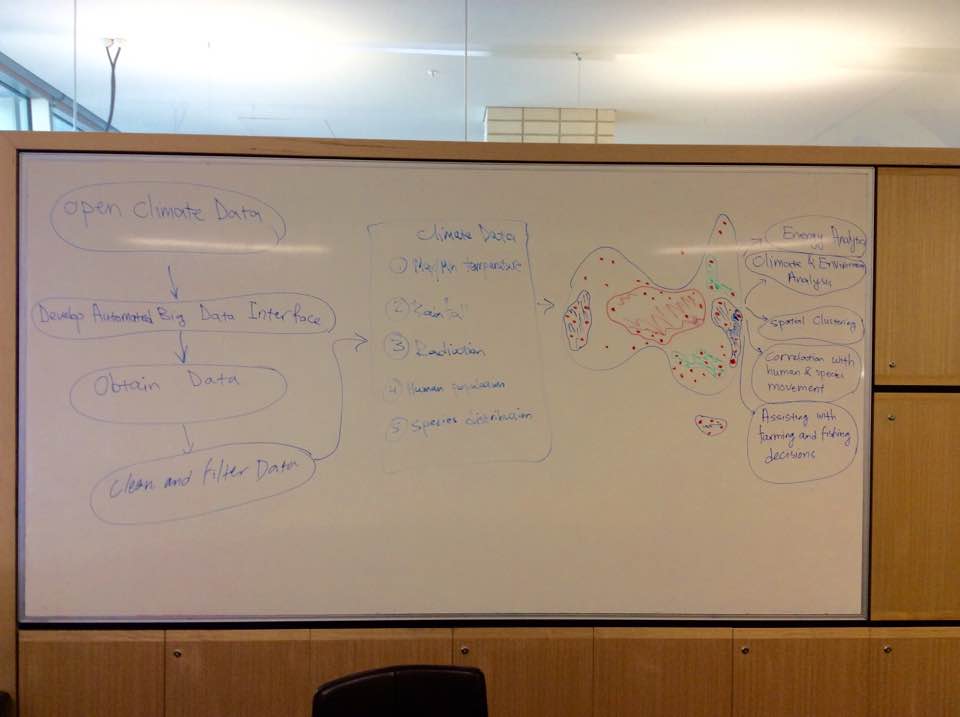 Open Climate Data
Develop Automated Big Data Interface
Obtain Data
Clean and Filter Data
Climate Data
1 Max/Min temperature
2 Rainfall
3 Radiation
4 Human population
5 Species distribution
Energy Analytics
Climate & Environment
Analysis
Spatial Clustering
Correlation with
human & species
movement
Assisting with
farming and fishing
decisions